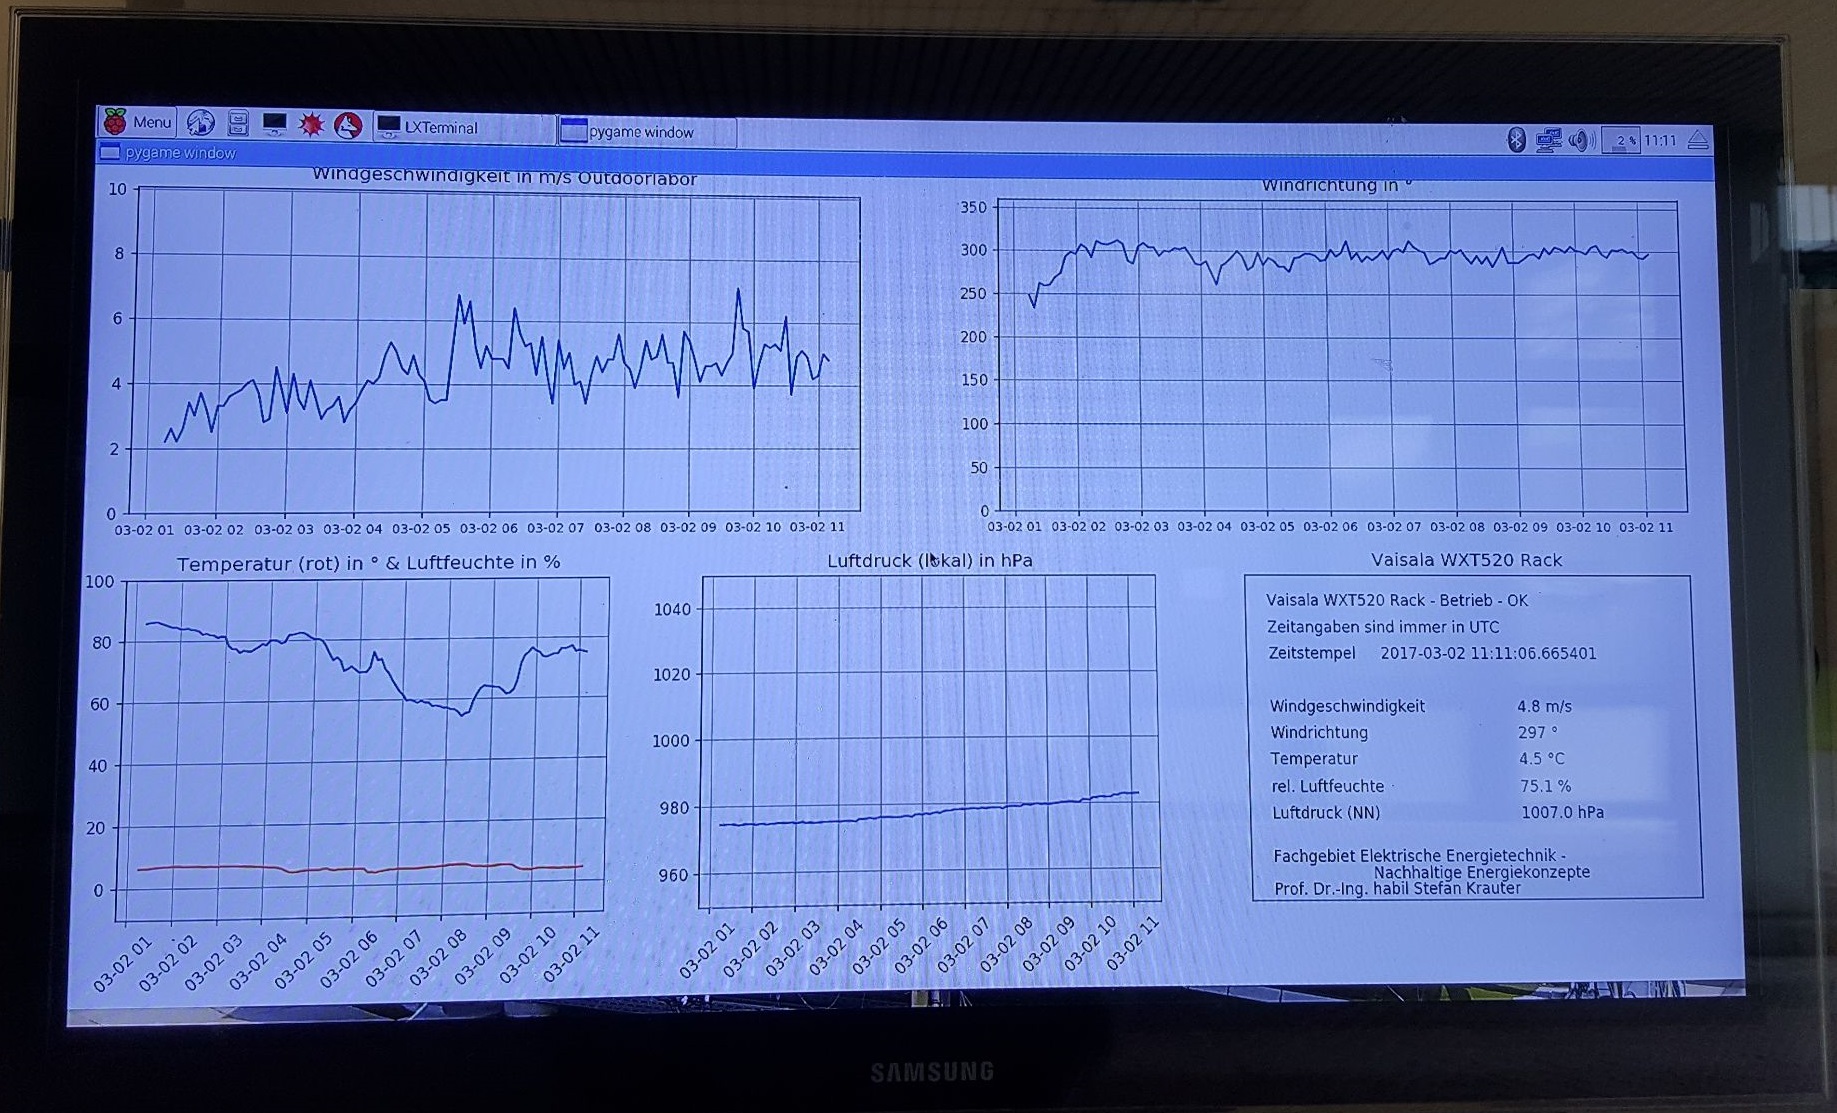 Menu LXTerminal pygame window 2 % 11:11
pygame window
Windgeschwindigkeit in m/s Outdoorlabor
10
8
6
4
2
0
03-02 01 03-02 02 03-02 03 03-02 04 03-02 05 03-02 06 03-02 07 03-02 08 03-02 09 03-02 10 03-02 11
Windrichtung in °
350
300
250
200
150
100
50
0
03-02 01 03-02 02 03-02 03 03-02 04 03-02 05 03-02 06 03-02 07 03-02 08 03-02 09 03-02 10 03-02 11
Temperatur (rot) in ° & Luftfeuchte in %
100
80
60
40
20
0
03-02 01 03-02 02 03-02 03 03-02 04 03-02 05 03-02 06 03-02 07 03-02 08 03-02 09 03-02 10 03-02 11
Luftdruck (lokal) in hPa
1040
1020
1000
980
960
03-02 01 03-02 02 03-02 03 03-02 04 03-02 05 03-02 06 03-02 07 03-02 08 03-02 09 03-02 10 03-02 11
Vaisala WXT520 Rack
Vaisala WXT520 Rack - Betrieb - OK
Zeitangaben sind immer in UTC
Zeitstempel 2017-03-02 11:11:06.665401
Windgeschwindigkeit 4.8 m/s
Windrichtung 297 °
Temperatur 4.5 °C
rel. Luftfeuchte 75.1 %
Luftdruck (NN) 1007.0 hPa
Fachgebiet Elektrische Energietechnik -
Nachhaltige Energiekonzepte
Prof. Dr.-Ing. habil Stefan Krauter
SAMSUNG